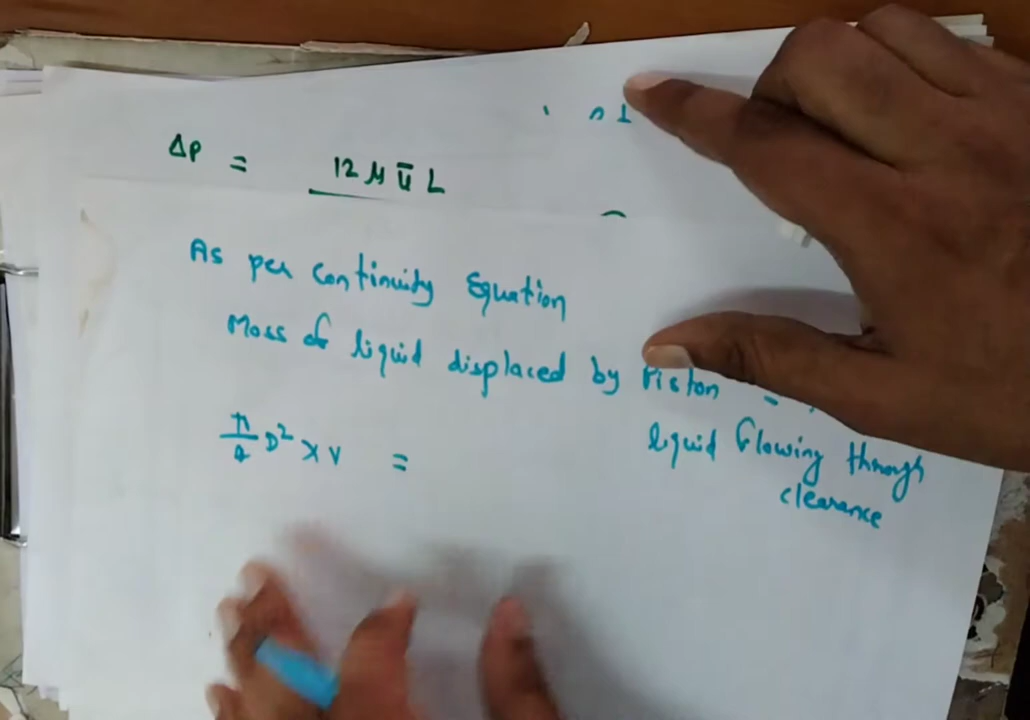 Δp = 12 μ ū L
As per continuity Equation
Mass of liquid displaced by Piston =
liquid flowing through
clearance
π/4 D² x v =